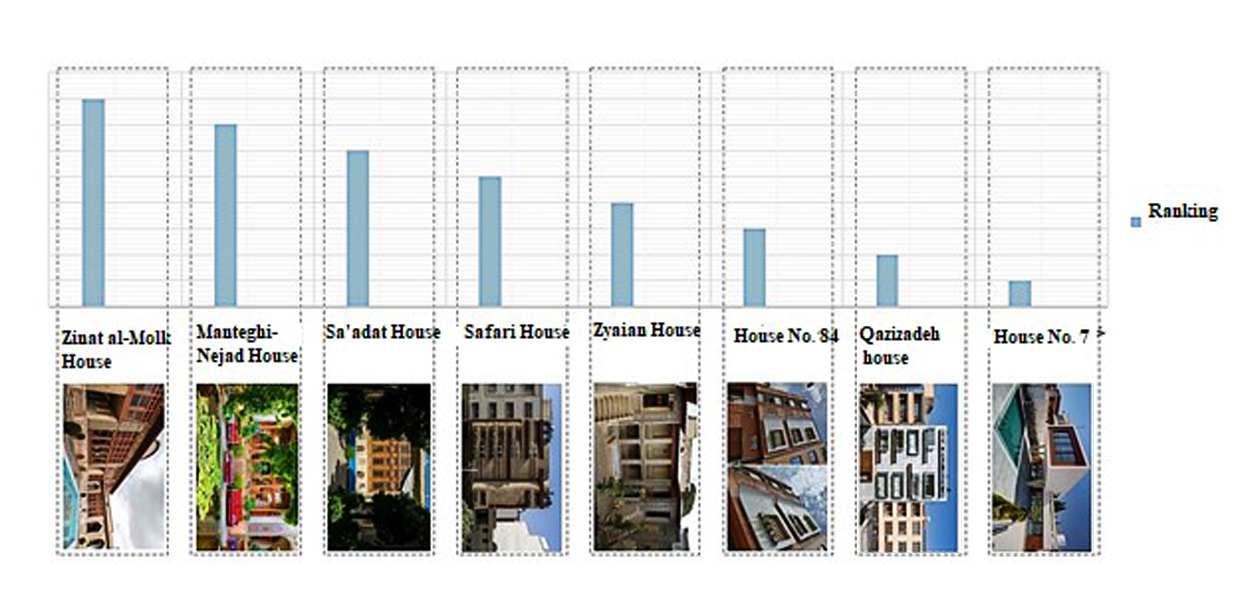 Ranking
Zinat al-Molk
House
Manteghi-
Nejad House
Sa'adat House
Safari House
Zyaian House
House No. 84
Qazizadeh
house
House No. 7